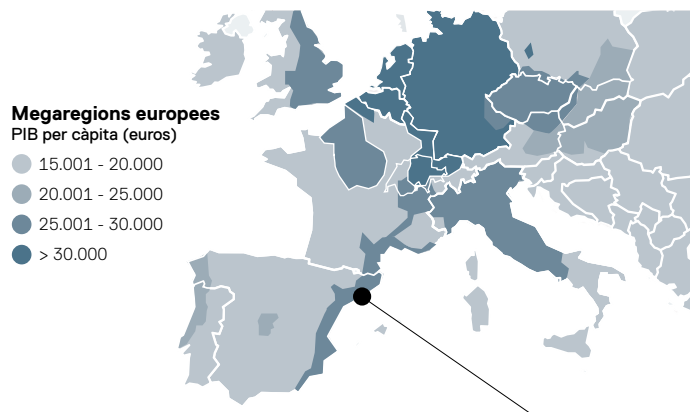 Megaregions europees
PIB per càpita (euros)
15.001 - 20.000
20.001 - 25.000
25.001 - 30.000
> 30.000